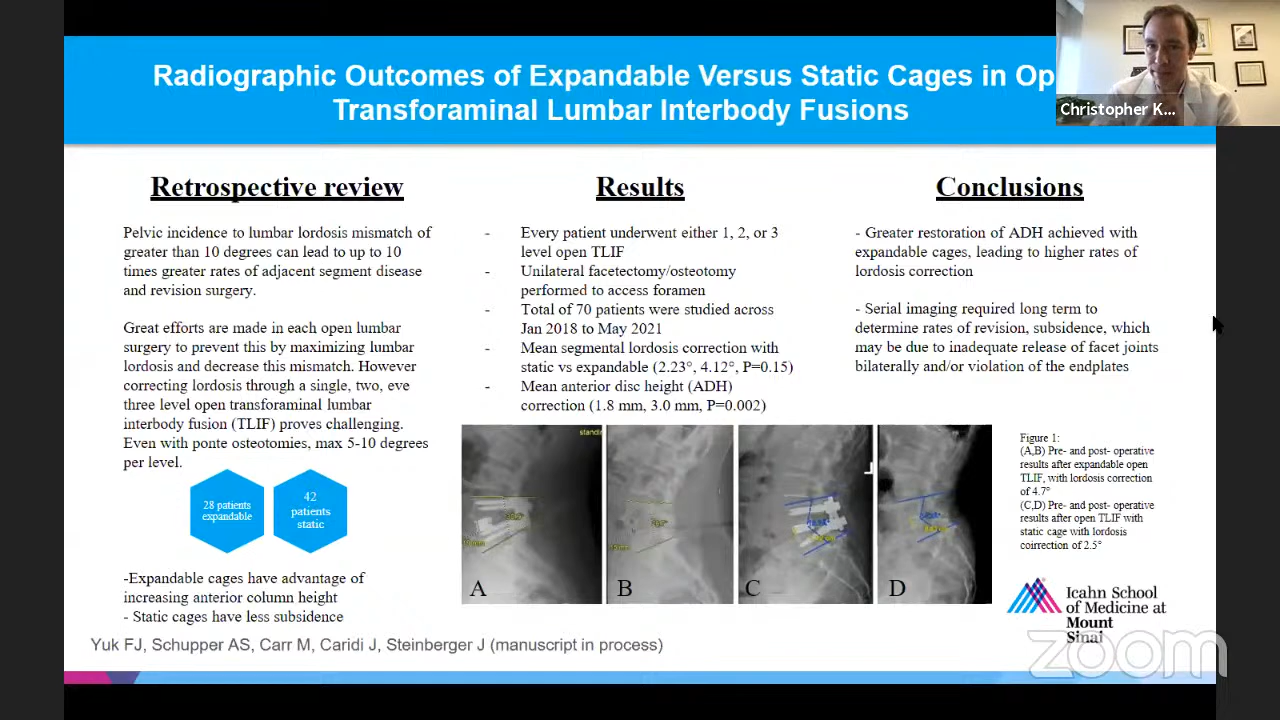 Radiographic Outcomes of Expandable Versus Static Cages in Op
Transforaminal Lumbar Interbody Fusions
Christopher K...
Retrospective review
Pelvic incidence to lumbar lordosis mismatch of
greater than 10 degrees can lead to up to 10
times greater rates of adjacent segment disease
and revision surgery.
Great efforts are made in each open lumbar
surgery to prevent this by maximizing lumbar
lordosis and decrease this mismatch. However
correcting lordosis through a single, two, eve
three level open transforaminal lumbar
interbody fusion (TLIF) proves challenging.
Even with ponte osteotomies, max 5-10 degrees
per level.
28 patients
expandable
42
patients
static
-Expandable cages have advantage of
increasing anterior column height
- Static cages have less subsidence
Results
- Every patient underwent either 1, 2, or 3
level open TLIF
- Unilateral facetectomy/osteotomy
performed to access foramen
- Total of 70 patients were studied across
Jan 2018 to May 2021
- Mean segmental lordosis correction with
static vs expandable (2.23°, 4.12°, P=0.15)
- Mean anterior disc height (ADH)
correction (1.8 mm, 3.0 mm, P=0.002)
A
B
C
D
Conclusions
- Greater restoration of ADH achieved with
expandable cages, leading to higher rates of
lordosis correction
- Serial imaging required long term to
determine rates of revision, subsidence, which
may be due to inadequate release of facet joints
bilaterally and/or violation of the endplates
Figure 1:
(A,B) Pre- and post- operative
results after expandable open
TLIF, with lordosis correction
of 4.7°
(C,D) Pre- and post- operative
results after open TLIF with
static cage with lordosis
coirrection of 2.5°
Icahn School
of Medicine at
Mount
Sinai
Yuk FJ, Schupper AS, Carr M, Caridi J, Steinberger J (manuscript in process)
zoom